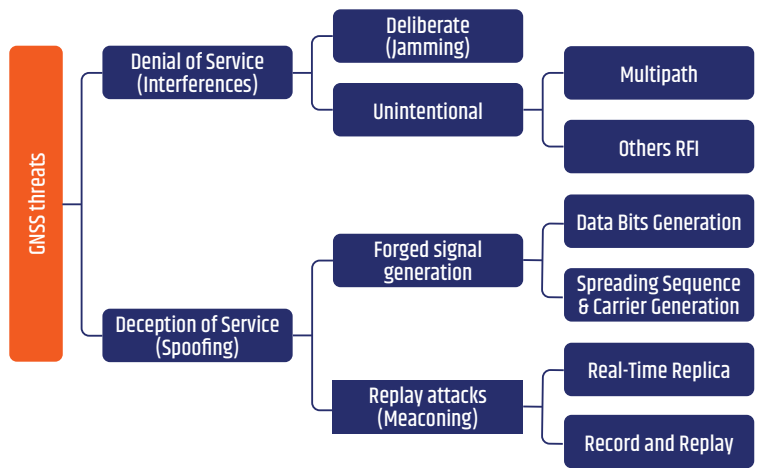 GNSS threats
Denial of Service
(Interferences)
Deliberate
(Jamming)
Unintentional
Multipath
Others RFI
Deception of Service
(Spoofing)
Forged signal
generation
Data Bits Generation
Spreading Sequence
& Carrier Generation
Replay attacks
(Meaconing)
Real-Time Replica
Record and Replay